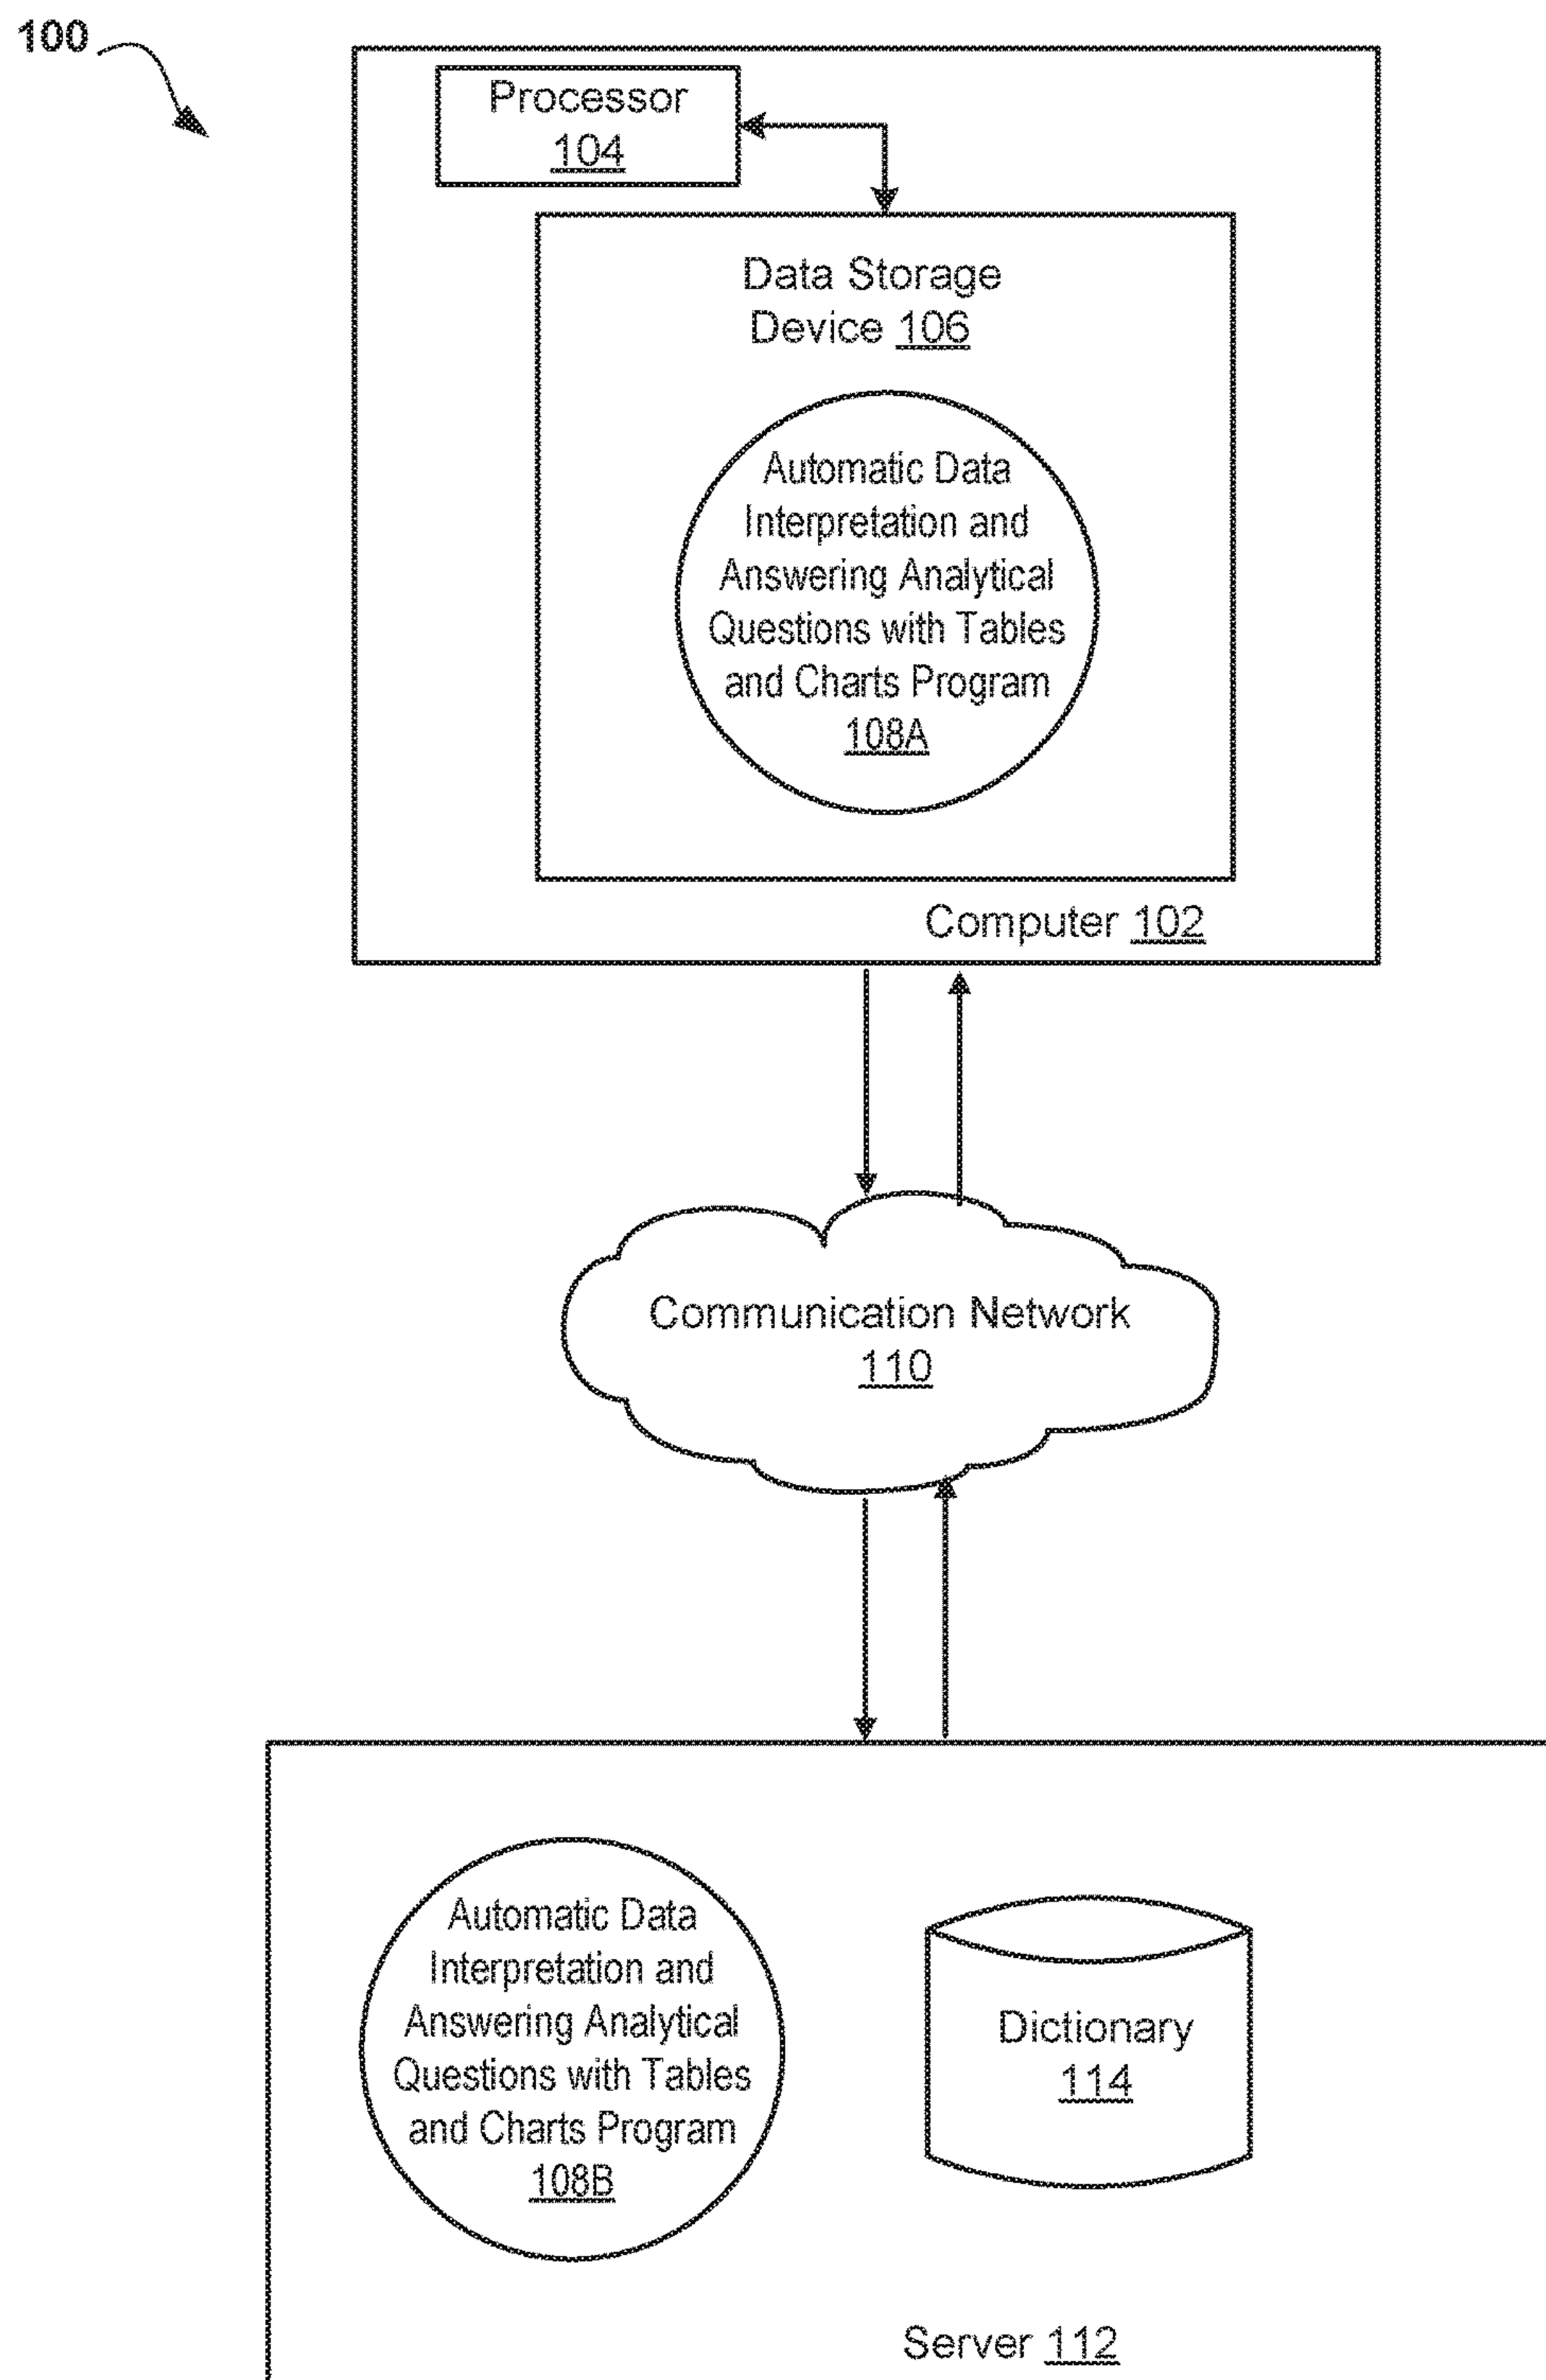 100
Processor
104
Data Storage
Device 106
Automatic Data
Interpretation and
Answering Analytical
Questions with Tables
and Charts Program
108A
Computer 102
Communication Network
110
Automatic Data
Interpretation and
Answering Analytical
Questions with Tables
and Charts Program
108B
Dictionary
114
Server 112